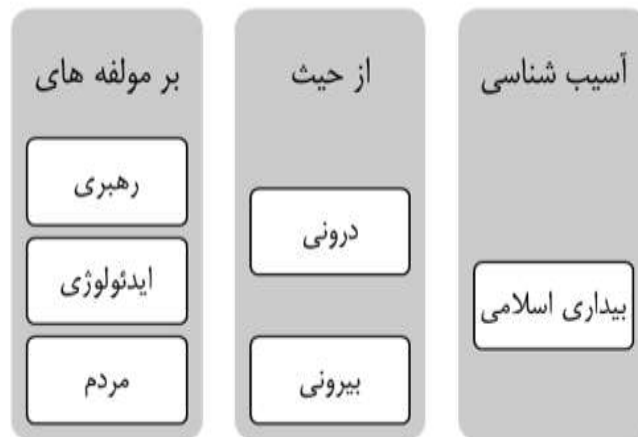 آسیب شناسی
بیداری اسلامی
از حیث
درونی
بیرونی
بر مولفه های
رهبری
ایدئولوژی
مردم